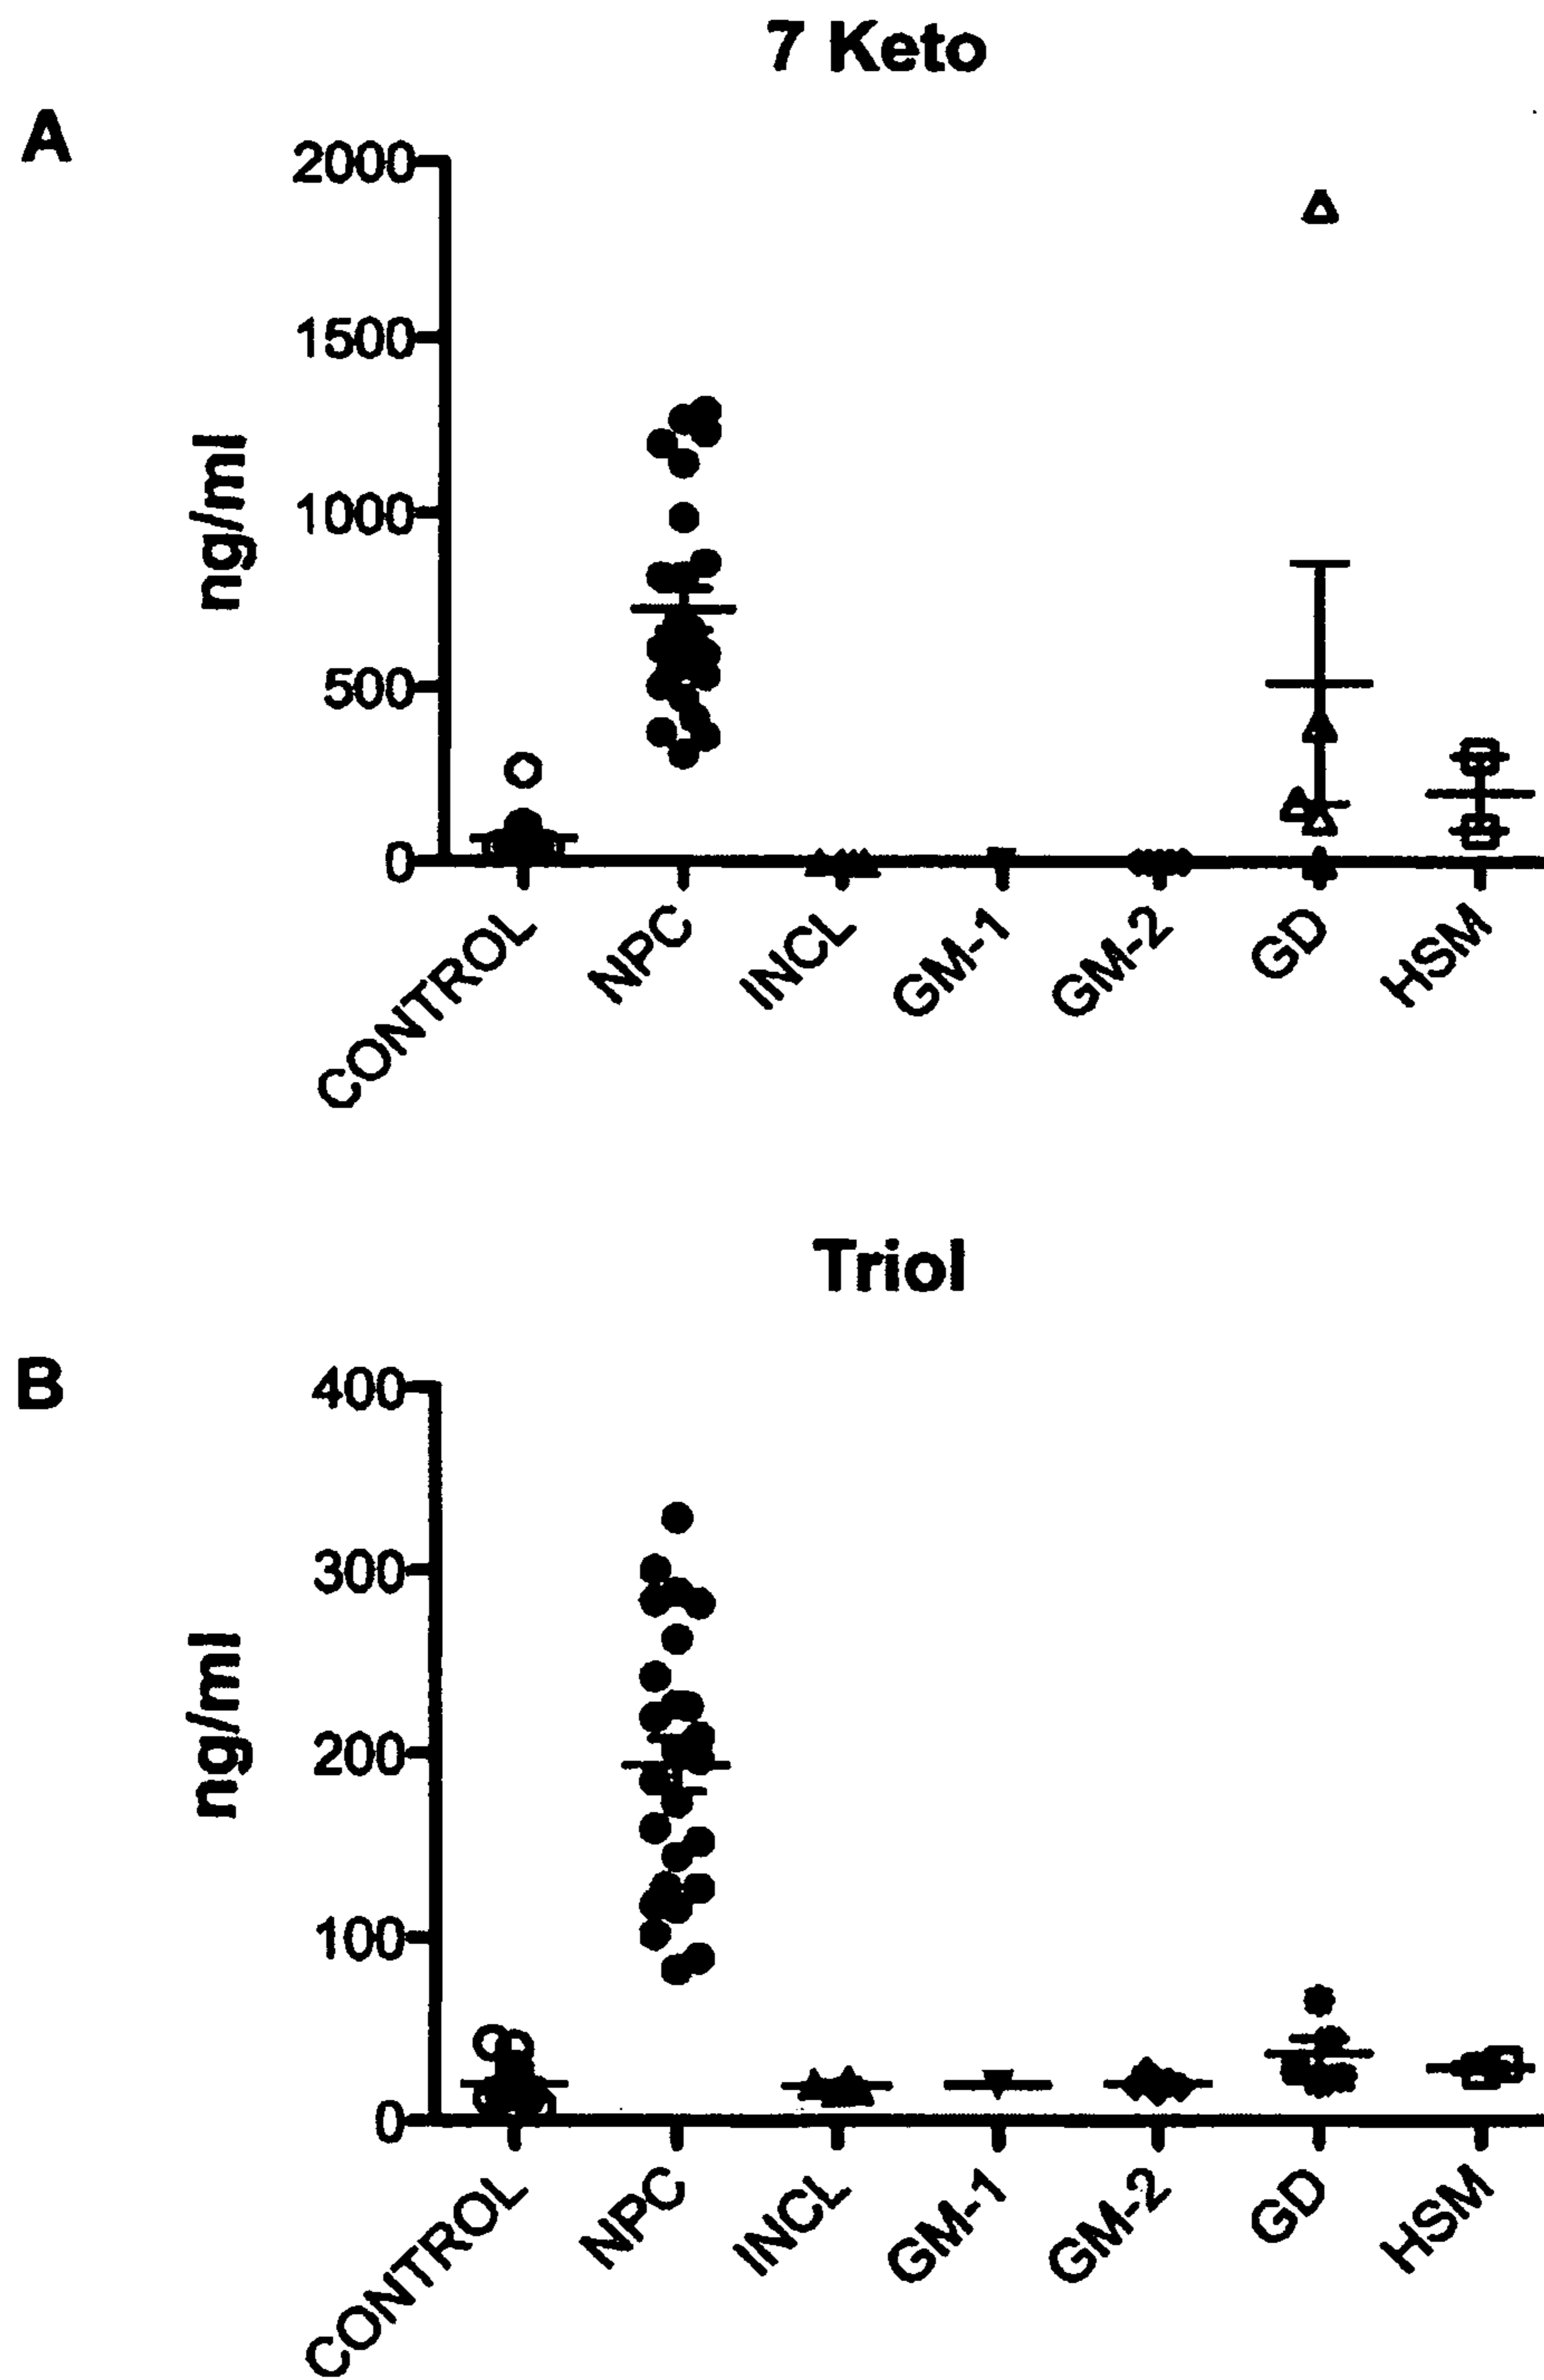 7 Keto
A
2000
1500
1000
500
0
ng/ml
CONTROL
NPC
INCL
GM-1
GM-2
GD
HSM
Triol
B
400
300
200
100
0
ng/ml
CONTROL
NPC
INCL
GM-1
GM-2
GD
HSM